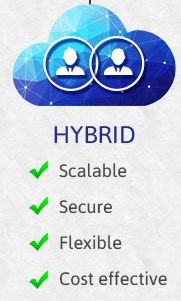 HYBRID
Scalable
Secure
Flexible
Cost effective